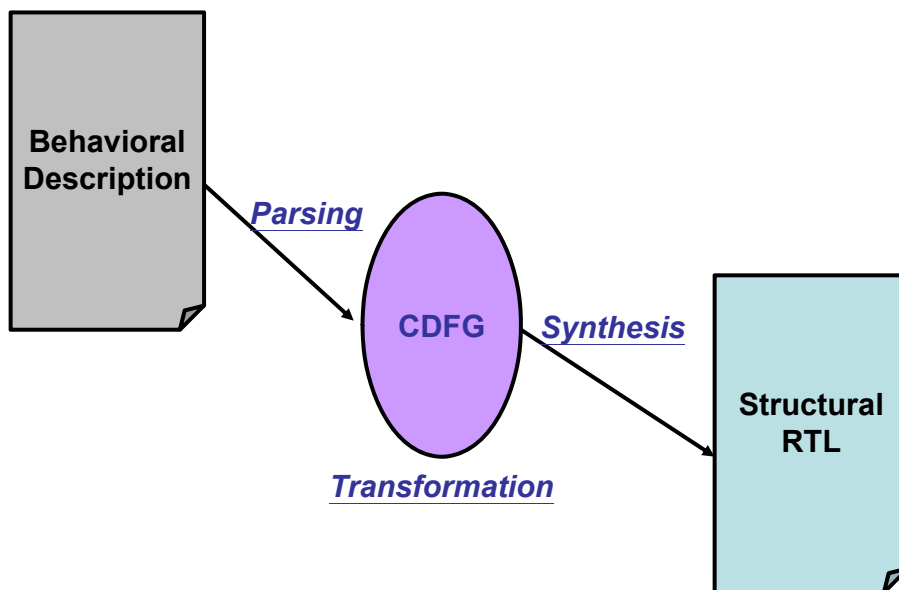 Behavioral
Description
Parsing
CDFG
Synthesis
Structural
RTL
Transformation